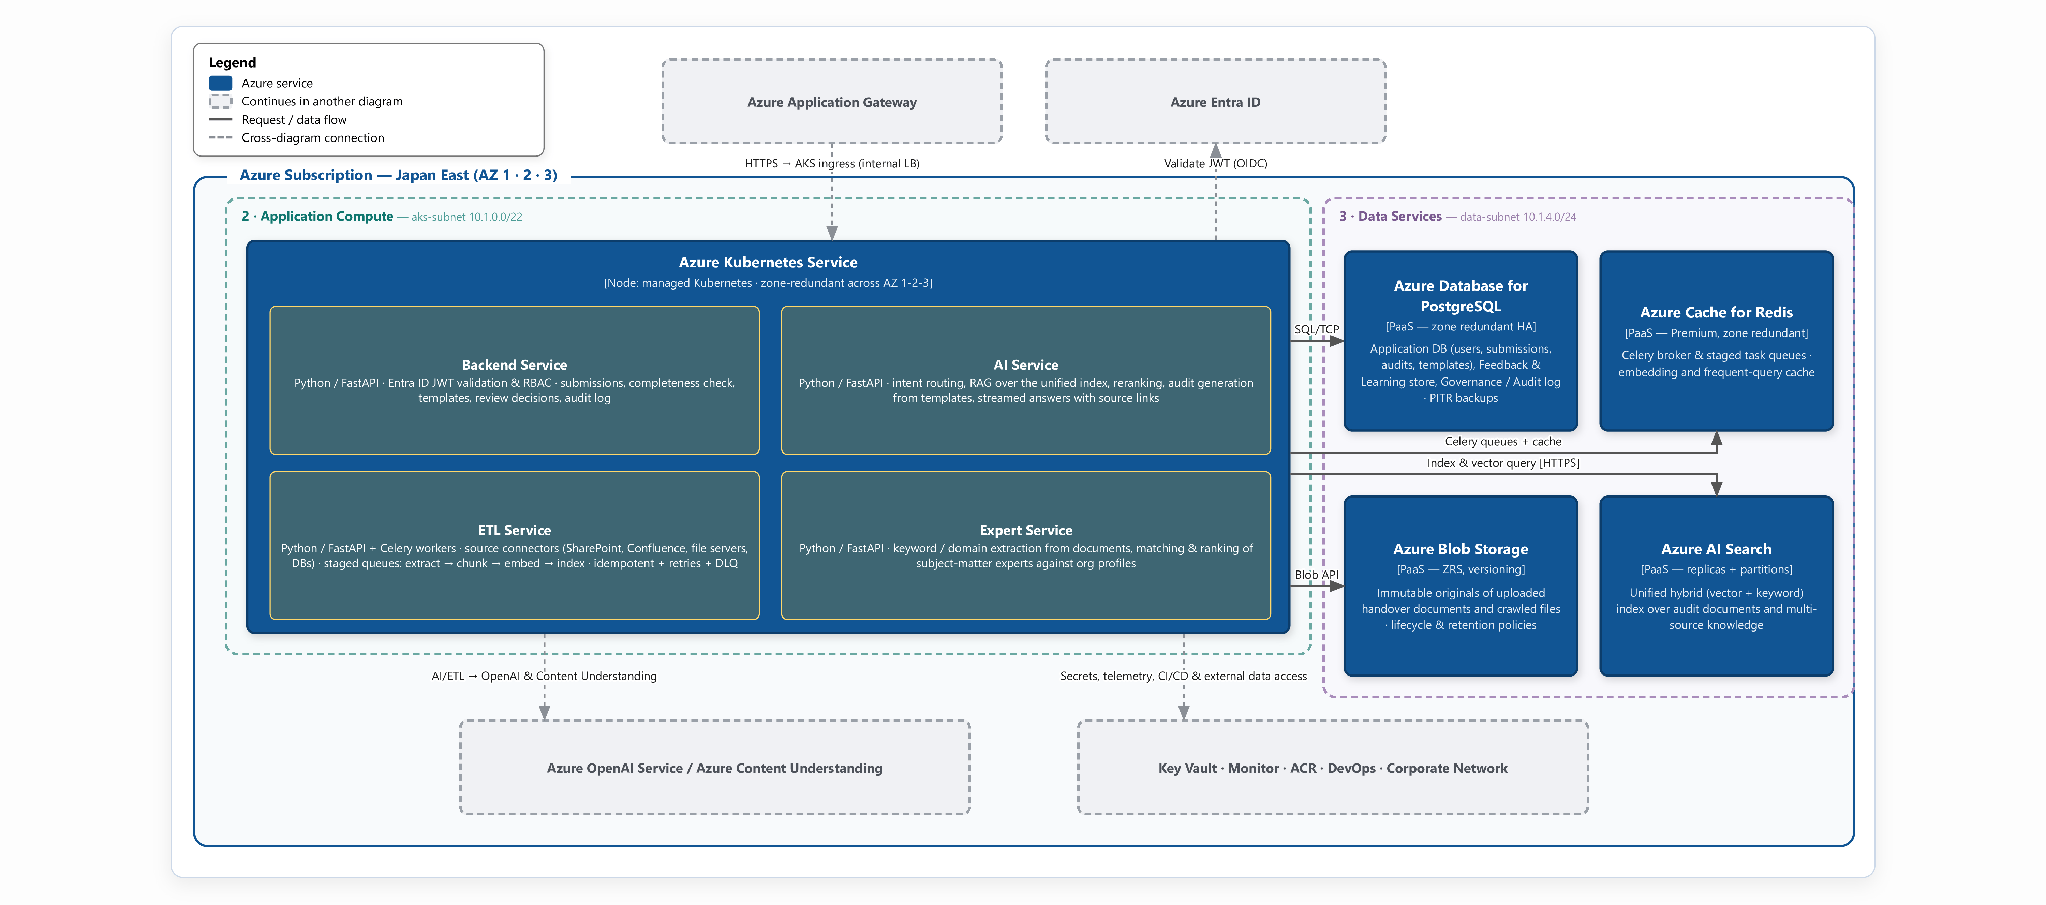 Legend
Azure service
Continues in another diagram
Request / data flow
Cross-diagram connection
Azure Application Gateway
Azure Entra ID
HTTPS → AKS ingress (internal LB)
Validate JWT (OIDC)
Azure Subscription — Japan East (AZ 1 · 2 · 3)
2 · Application Compute — aks-subnet 10.1.0.0/22
3 · Data Services — data-subnet 10.1.4.0/24
Azure Kubernetes Service
[Node: managed Kubernetes · zone-redundant across AZ 1-2-3]
Backend Service
Python / FastAPI · Entra ID JWT validation & RBAC · submissions, completeness check,
templates, review decisions, audit log
AI Service
Python / FastAPI · intent routing, RAG over the unified index, reranking, audit generation
from templates, streamed answers with source links
ETL Service
Python / FastAPI + Celery workers · source connectors (SharePoint, Confluence, file servers,
DBs) · staged queues: extract → chunk → embed → index · idempotent + retries + DLQ
Expert Service
Python / FastAPI · keyword / domain extraction from documents, matching & ranking of
subject-matter experts against org profiles
SQL/TCP
Azure Database for
PostgreSQL
[PaaS — zone redundant HA]
Application DB (users, submissions,
audits, templates), Feedback &
Learning store, Governance / Audit log
· PITR backups
Azure Cache for Redis
[PaaS — Premium, zone redundant]
Celery broker & staged task queues ·
embedding and frequent-query cache
Celery queues + cache
Index & vector query [HTTPS]
Blob API
Azure Blob Storage
[PaaS — ZRS, versioning]
Immutable originals of uploaded
handover documents and crawled files
· lifecycle & retention policies
Azure AI Search
[PaaS — replicas + partitions]
Unified hybrid (vector + keyword)
index over audit documents and multi-
source knowledge
AI/ETL → OpenAI & Content Understanding
Secrets, telemetry, CI/CD & external data access
Azure OpenAI Service / Azure Content Understanding
Key Vault · Monitor · ACR · DevOps · Corporate Network